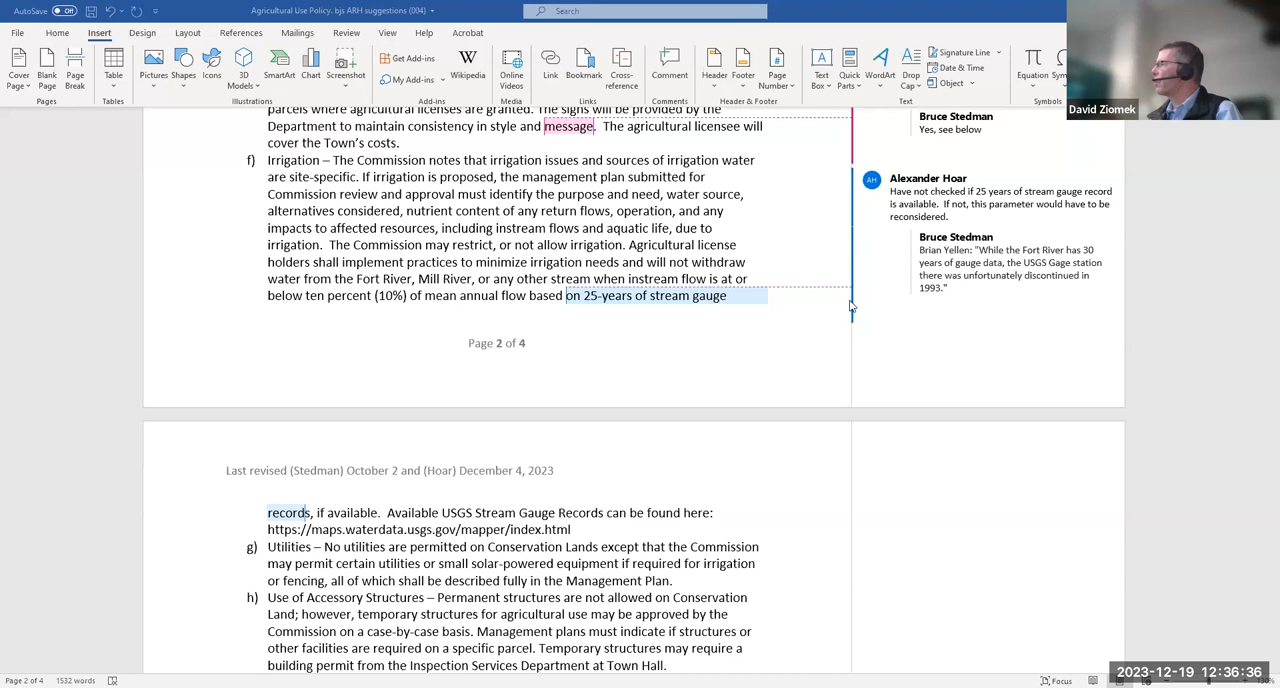 AutoSave Off
Agricultural Use Policy. bjs ARH suggestions (004)
Search
File Home Insert Design Layout References Mailings Review View Help Acrobat
Cover Page
Blank Page
Page Break
Table
Pictures
Shapes
Icons
3D Models
SmartArt
Chart
Screenshot
Get Add-ins
My Add-ins
Wikipedia
Online Videos
Link
Bookmark
Cross-reference
Comment
Header
Footer
Page Number
Text Box
Quick Parts
WordArt
Drop Cap
Signature Line
Date & Time
Object
Equation
Pages
Tables
Illustrations
Add-ins
Media
Links
Comments
Header & Footer
Text
Symbols
David Ziomek
parcels where agricultural licenses are granted. The signs will be provided by the
Department to maintain consistency in style and message. The agricultural licensee will
cover the Town's costs.
f) Irrigation – The Commission notes that irrigation issues and sources of irrigation water
are site-specific. If irrigation is proposed, the management plan submitted for
Commission review and approval must identify the purpose and need, water source,
alternatives considered, nutrient content of any return flows, operation, and any
impacts to affected resources, including instream flows and aquatic life, due to
irrigation. The Commission may restrict, or not allow irrigation. Agricultural license
holders shall implement practices to minimize irrigation needs and will not withdraw
water from the Fort River, Mill River, or any other stream when instream flow is at or
below ten percent (10%) of mean annual flow based on 25-years of stream gauge
Page 2 of 4
Bruce Stedman
Yes, see below
AH
Alexander Hoar
Have not checked if 25 years of stream gauge record
is available. If not, this parameter would have to be
reconsidered.
Bruce Stedman
Brian Yellen: "While the Fort River has 30
years of gauge data, the USGS Gage station
there was unfortunately discontinued in
1993."
Last revised (Stedman) October 2 and (Hoar) December 4, 2023
records, if available. Available USGS Stream Gauge Records can be found here:
https://maps.waterdata.usgs.gov/mapper/index.html
g) Utilities – No utilities are permitted on Conservation Lands except that the Commission
may permit certain utilities or small solar-powered equipment if required for irrigation
or fencing, all of which shall be described fully in the Management Plan.
h) Use of Accessory Structures – Permanent structures are not allowed on Conservation
Land; however, temporary structures for agricultural use may be approved by the
Commission on a case-by-case basis. Management plans must indicate if structures or
other facilities are required on a specific parcel. Temporary structures may require a
building permit from the Inspection Services Department at Town Hall.
Page 2 of 4 1532 words
Focus
2023-12-19 12:36:36